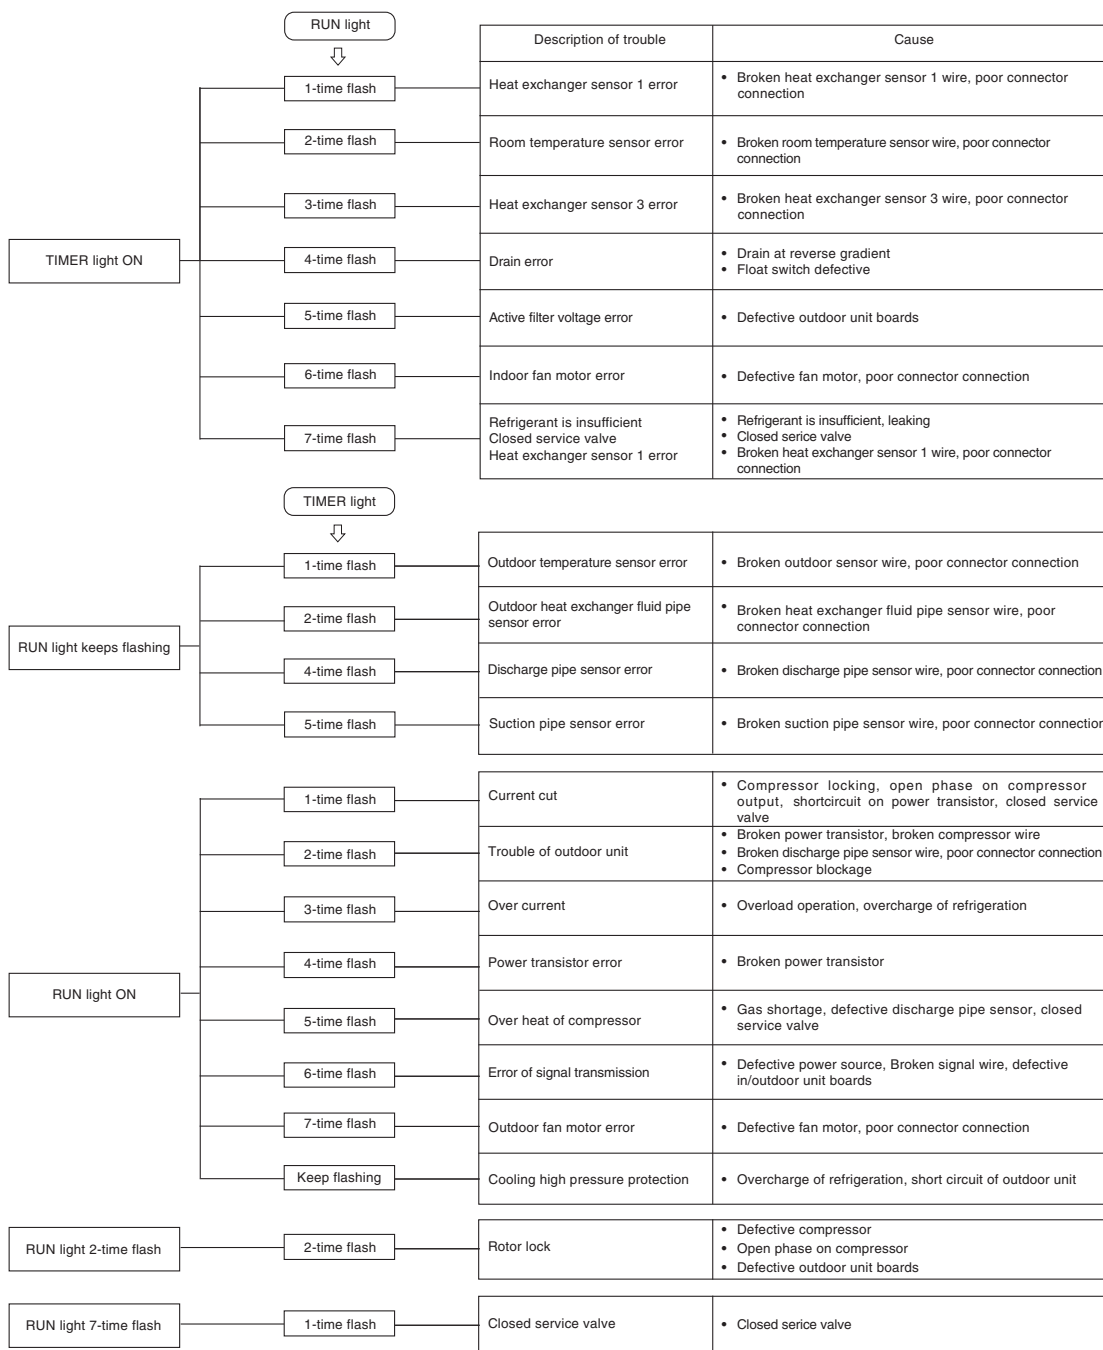 RUN light
Description of trouble
Cause
1-time flash
Heat exchanger sensor 1 error
• Broken heat exchanger sensor 1 wire, poor connector
connection
2-time flash
Room temperature sensor error
• Broken room temperature sensor wire, poor connector
connection
3-time flash
Heat exchanger sensor 3 error
• Broken heat exchanger sensor 3 wire, poor connector
connection
TIMER light ON
4-time flash
Drain error
• Drain at reverse gradient
• Float switch defective
5-time flash
Active filter voltage error
• Defective outdoor unit boards
6-time flash
Indoor fan motor error
• Defective fan motor, poor connector connection
7-time flash
Refrigerant is insufficient
Closed service valve
Heat exchanger sensor 1 error
• Refrigerant is insufficient, leaking
• Closed serice valve
• Broken heat exchanger sensor 1 wire, poor connector
connection
TIMER light
1-time flash
Outdoor temperature sensor error
• Broken outdoor sensor wire, poor connector connection
RUN light keeps flashing
2-time flash
Outdoor heat exchanger fluid pipe
sensor error
• Broken heat exchanger fluid pipe sensor wire, poor
connector connection
4-time flash
Discharge pipe sensor error
• Broken discharge pipe sensor wire, poor connector connection
5-time flash
Suction pipe sensor error
• Broken suction pipe sensor wire, poor connector connection
1-time flash
Current cut
• Compressor locking, open phase on compressor
output, shortcircuit on power transistor, closed service
valve
2-time flash
Trouble of outdoor unit
• Broken power transistor, broken compressor wire
• Broken discharge pipe sensor wire, poor connector connection
• Compressor blockage
3-time flash
Over current
• Overload operation, overcharge of refrigeration
4-time flash
Power transistor error
• Broken power transistor
RUN light ON
5-time flash
Over heat of compressor
• Gas shortage, defective discharge pipe sensor, closed
service valve
6-time flash
Error of signal transmission
• Defective power source, Broken signal wire, defective
in/outdoor unit boards
7-time flash
Outdoor fan motor error
• Defective fan motor, poor connector connection
Keep flashing
Cooling high pressure protection
• Overcharge of refrigeration, short circuit of outdoor unit
RUN light 2-time flash
2-time flash
Rotor lock
• Defective compressor
• Open phase on compressor
• Defective outdoor unit boards
RUN light 7-time flash
1-time flash
Closed service valve
• Closed serice valve